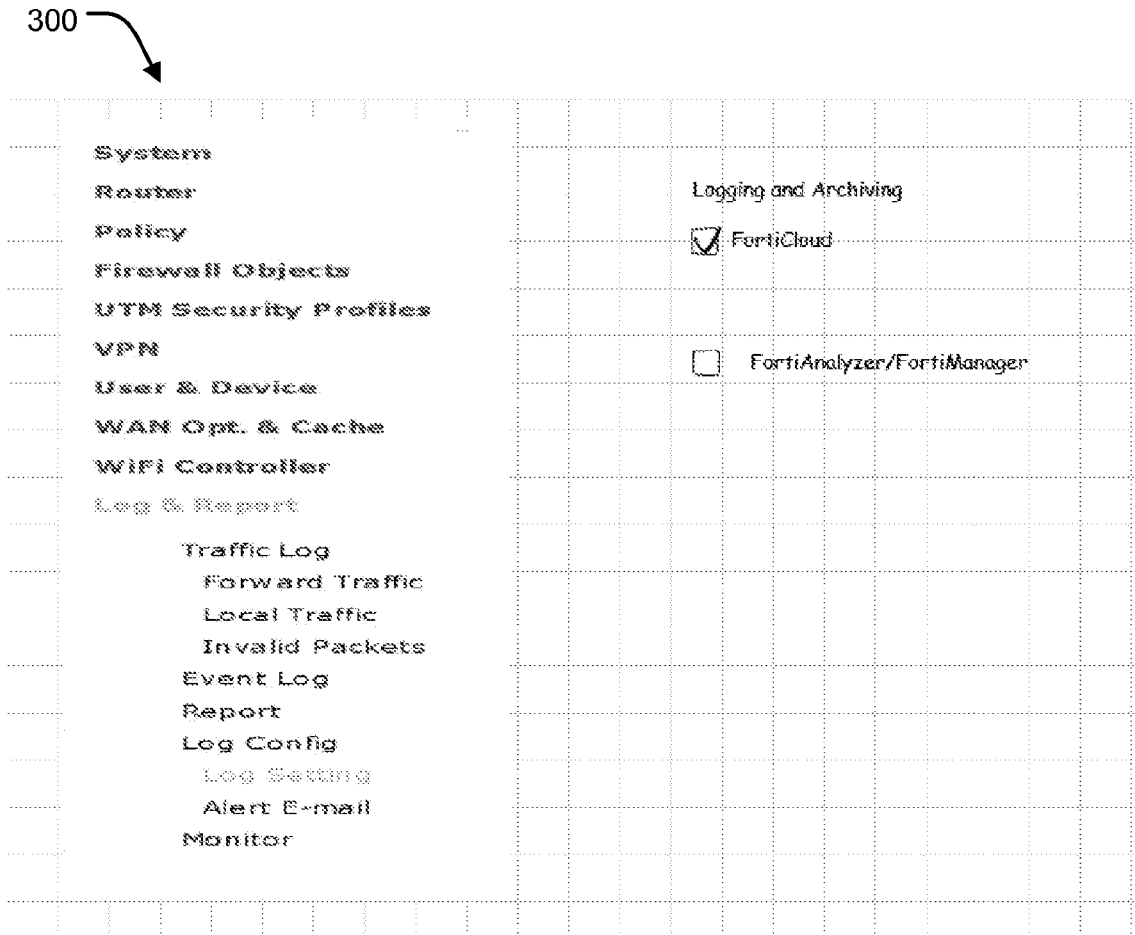 300
System
Router
Policy
Firewall Objects
UTM Security Profiles
VPN
User & Device
WAN Opt. & Cache
WiFi Controller
Log & Report
Traffic Log
Forward Traffic
Local Traffic
Invalid Packets
Event Log
Report
Log Config
Log Setting
Alert E-mail
Monitor
Logging and Archiving
FortiCloud
FortiAnalyzer/FortiManager